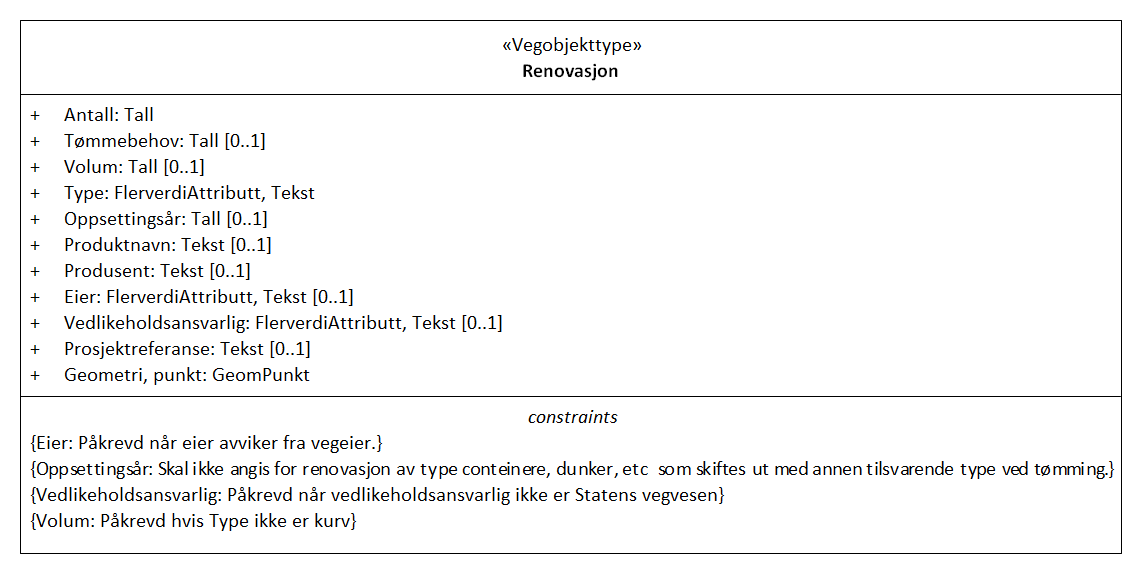 «Vegobjekttype»
Renovasjon
+ Antall: Tall
+ Tømmebehov: Tall [0..1]
+ Volum: Tall [0..1]
+ Type: FlerverdiAttributt, Tekst
+ Oppsettingsår: Tall [0..1]
+ Produktnavn: Tekst [0..1]
+ Produsent: Tekst [0..1]
+ Eier: FlerverdiAttributt, Tekst [0..1]
+ Vedlikeholdsansvarlig: FlerverdiAttributt, Tekst [0..1]
+ Prosjektreferanse: Tekst [0..1]
+ Geometri, punkt: GeomPunkt
constraints
{Eier: Påkrevd når eier avviker fra vegeier.}
{Oppsettingsår: Skal ikke angis for renovasjon av type conteinere, dunker, etc  som skiftes ut med annen tilsvarende type ved tømming.}
{Vedlikeholdsansvarlig: Påkrevd når vedlikeholdsansvarlig ikke er Statens vegvesen}
{Volum: Påkrevd hvis Type ikke er kurv}